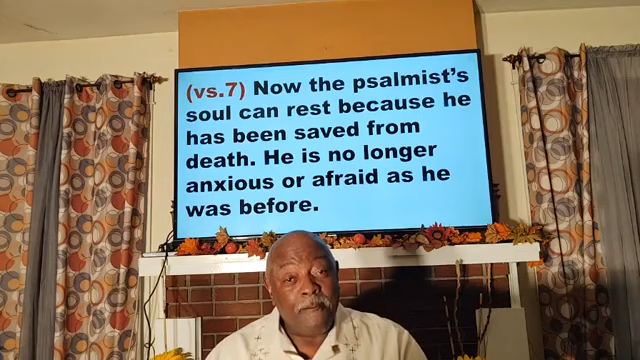 (vs.7) Now the psalmist's
soul can rest because he
has been saved from
death. He is no longer
anxious or afraid as he
was before.